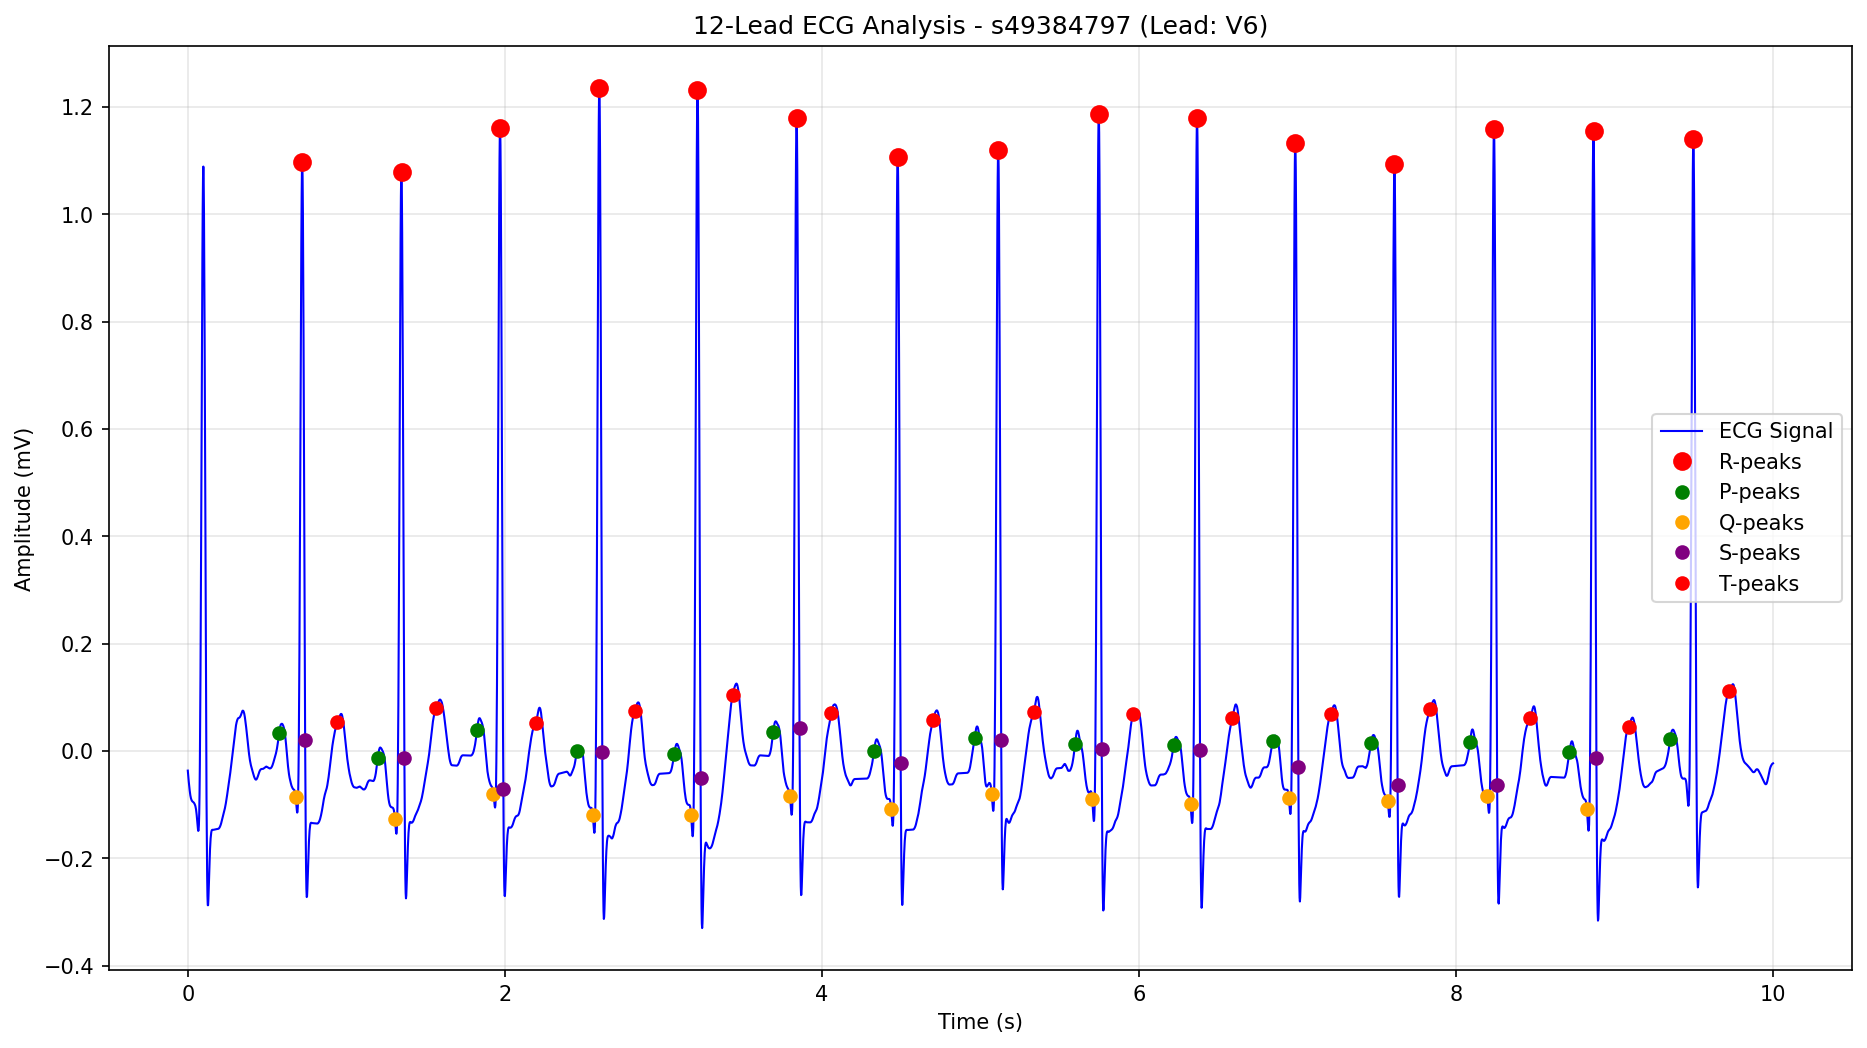 12-Lead ECG Analysis - s49384797 (Lead: V6)
Amplitude (mV)
1.2
1.0
0.8
0.6
0.4
0.2
0.0
−0.2
−0.4
ECG Signal
R-peaks
P-peaks
Q-peaks
S-peaks
T-peaks
0 2 4 6 8 10
Time (s)